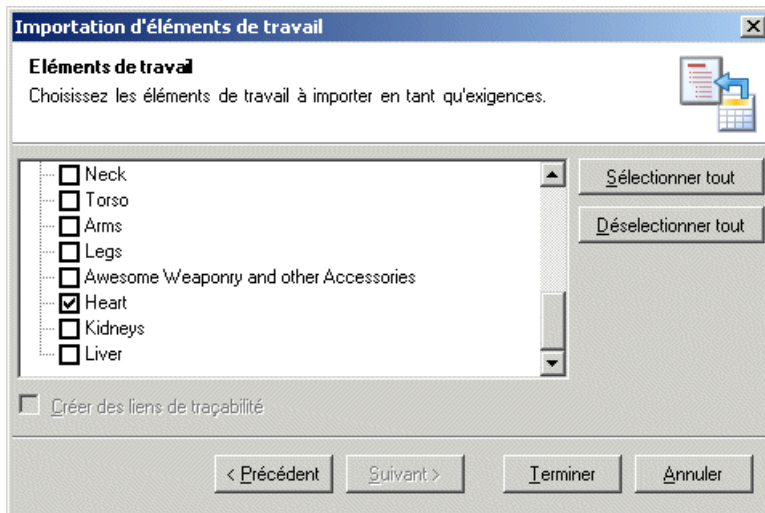 Importation d'éléments de travail
Eléments de travail
Choisissez les éléments de travail à importer en tant qu'exigences.
Neck
Torso
Arms
Legs
Awesome Weaponry and other Accessories
Heart
Kidneys
Liver
Sélectionner tout
Déselectionner tout
Créer des liens de traçabilité
< Précédent
Suivant >
Terminer
Annuler